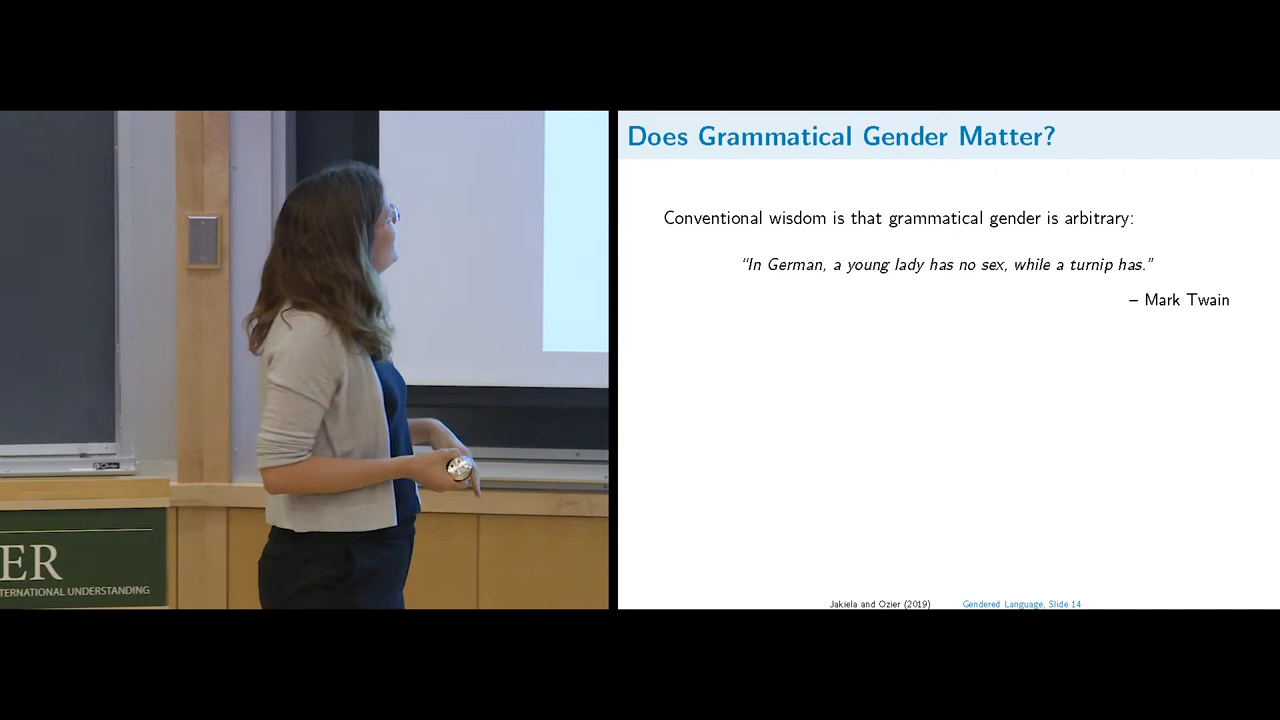 Does Grammatical Gender Matter?
Conventional wisdom is that grammatical gender is arbitrary:
“In German, a young lady has no sex, while a turnip has.”
– Mark Twain
ER
TERNATIONAL UNDERSTANDING
Jakiela and Ozier (2019) Gendered Language, Slide 14